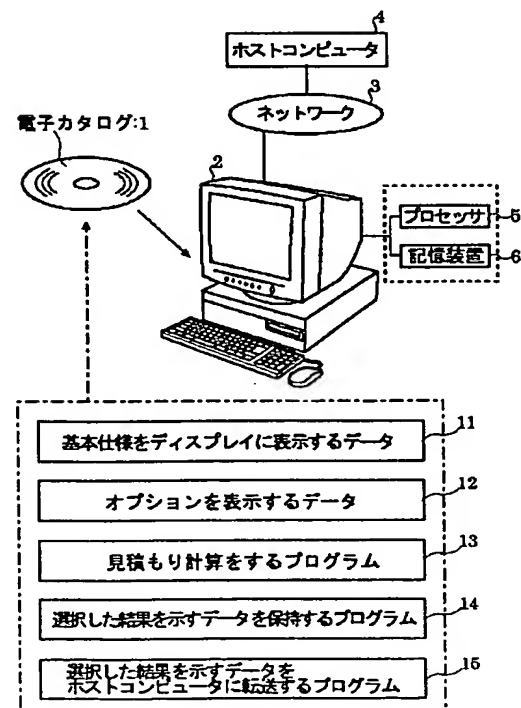 4
ホストコンピュータ
3
ネットワーク
電子カタログ:1
2
プロセッサ
5
記憶装置
6
基本仕様をディスプレイに表示するデータ
11
オプションを表示するデータ
12
見積もり計算をするプログラム
13
選択した結果を示すデータを保持するプログラム
14
選択した結果を示すデータを
ホストコンピュータに転送するプログラム
15